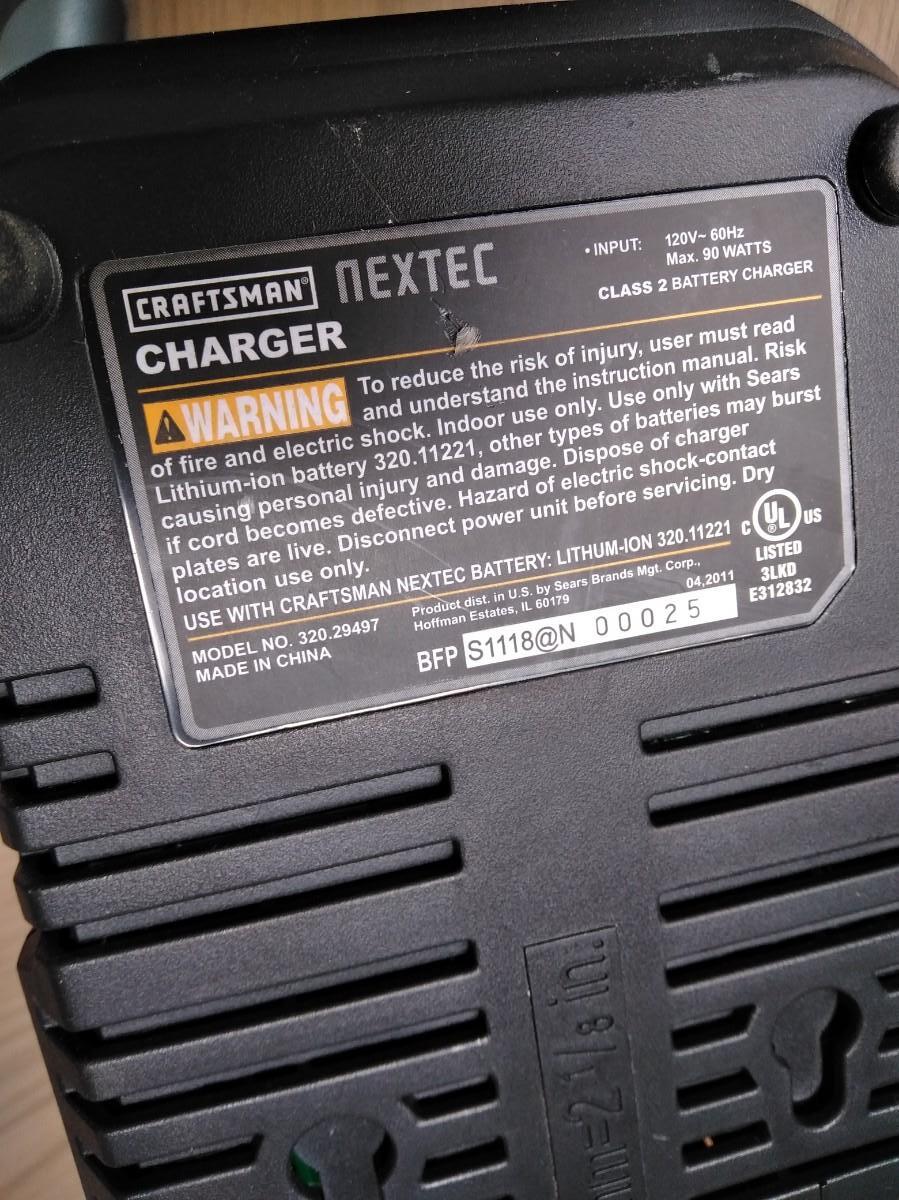 CRAFTSMAN® NEXTEC
• INPUT: 120V~ 60Hz
Max. 90 WATTS
CLASS 2 BATTERY CHARGER
CHARGER
WARNING To reduce the risk of injury, user must read
and understand the instruction manual. Risk
of fire and electric shock. Indoor use only. Use only with Sears
Lithium-ion battery 320.11221, other types of batteries may burst
causing personal injury and damage. Dispose of charger
if cord becomes defective. Hazard of electric shock-contact
plates are live. Disconnect power unit before servicing. Dry
location use only.
USE WITH CRAFTSMAN NEXTEC BATTERY: LITHUM-ION 320.11221
C UL ® US
LISTED
3LKD
E312832
MODEL NO. 320.29497
MADE IN CHINA
Product dist. in U.S. by Sears Brands Mgt. Corp.,
Hoffman Estates, IL 60179
04,2011
BFP S1118@N 00025
mm=2 1/8 in.